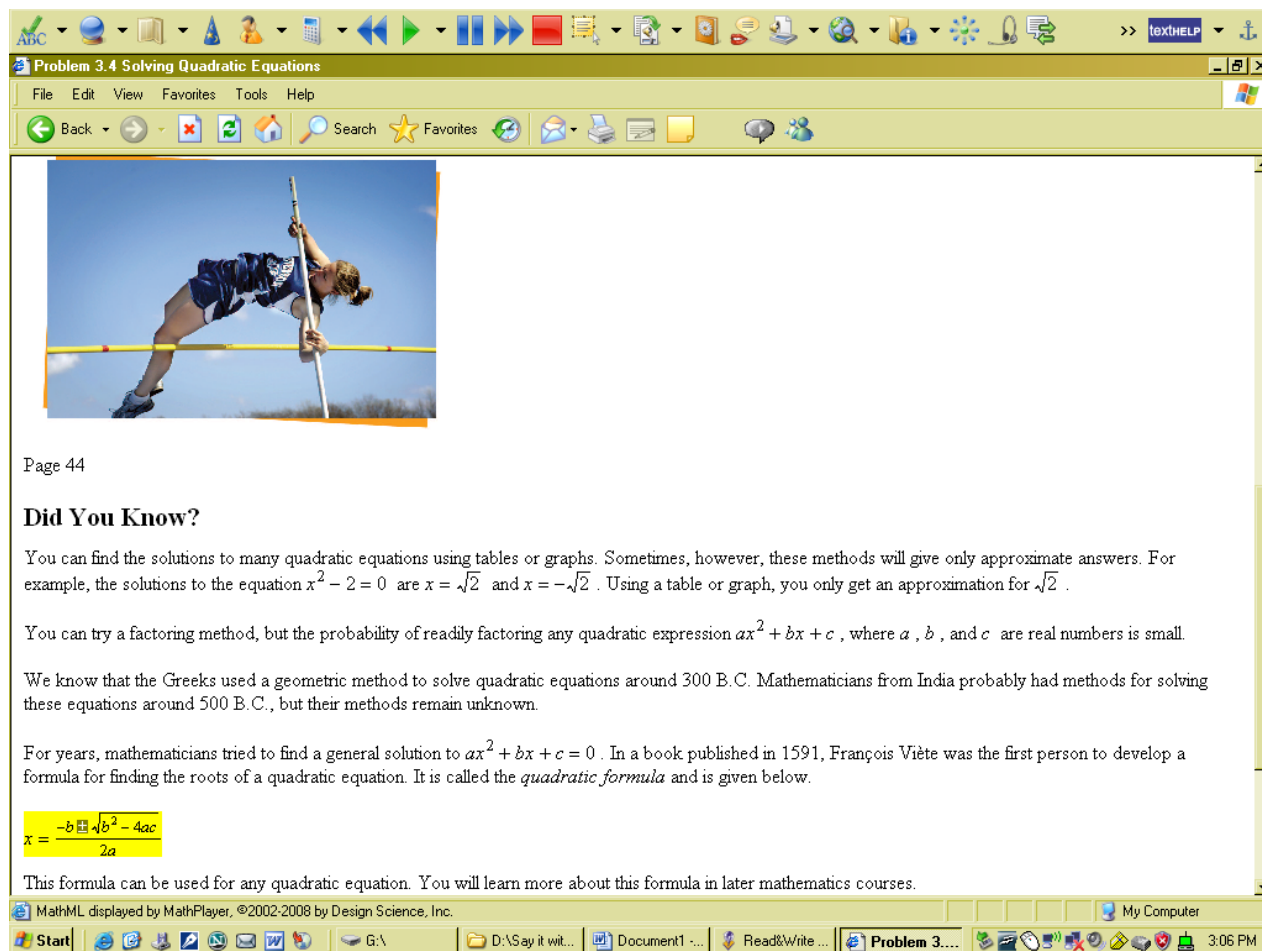 ABC
>> textHELP
Problem 3.4 Solving Quadratic Equations
File Edit View Favorites Tools Help
Back Search Favorites
Page 44
Did You Know?
You can find the solutions to many quadratic equations using tables or graphs. Sometimes, however, these methods will give only approximate answers. For
example, the solutions to the equation x² − 2 = 0 are x = √2 and x = −√2 . Using a table or graph, you only get an approximation for √2 .
You can try a factoring method, but the probability of readily factoring any quadratic expression ax² + bx + c , where a , b , and c are real numbers is small.
We know that the Greeks used a geometric method to solve quadratic equations around 300 B.C. Mathematicians from India probably had methods for solving
these equations around 500 B.C., but their methods remain unknown.
For years, mathematicians tried to find a general solution to ax² + bx + c = 0 . In a book published in 1591, François Viète was the first person to develop a
formula for finding the roots of a quadratic equation. It is called the quadratic formula and is given below.
x = (−b ± √(b² − 4ac)) / 2a
This formula can be used for any quadratic equation. You will learn more about this formula in later mathematics courses.
MathML displayed by MathPlayer, ©2002-2008 by Design Science, Inc. My Computer
Start G:\ D:\Say it wit... Document1 -... Read&Write ... Problem 3.... 3:06 PM